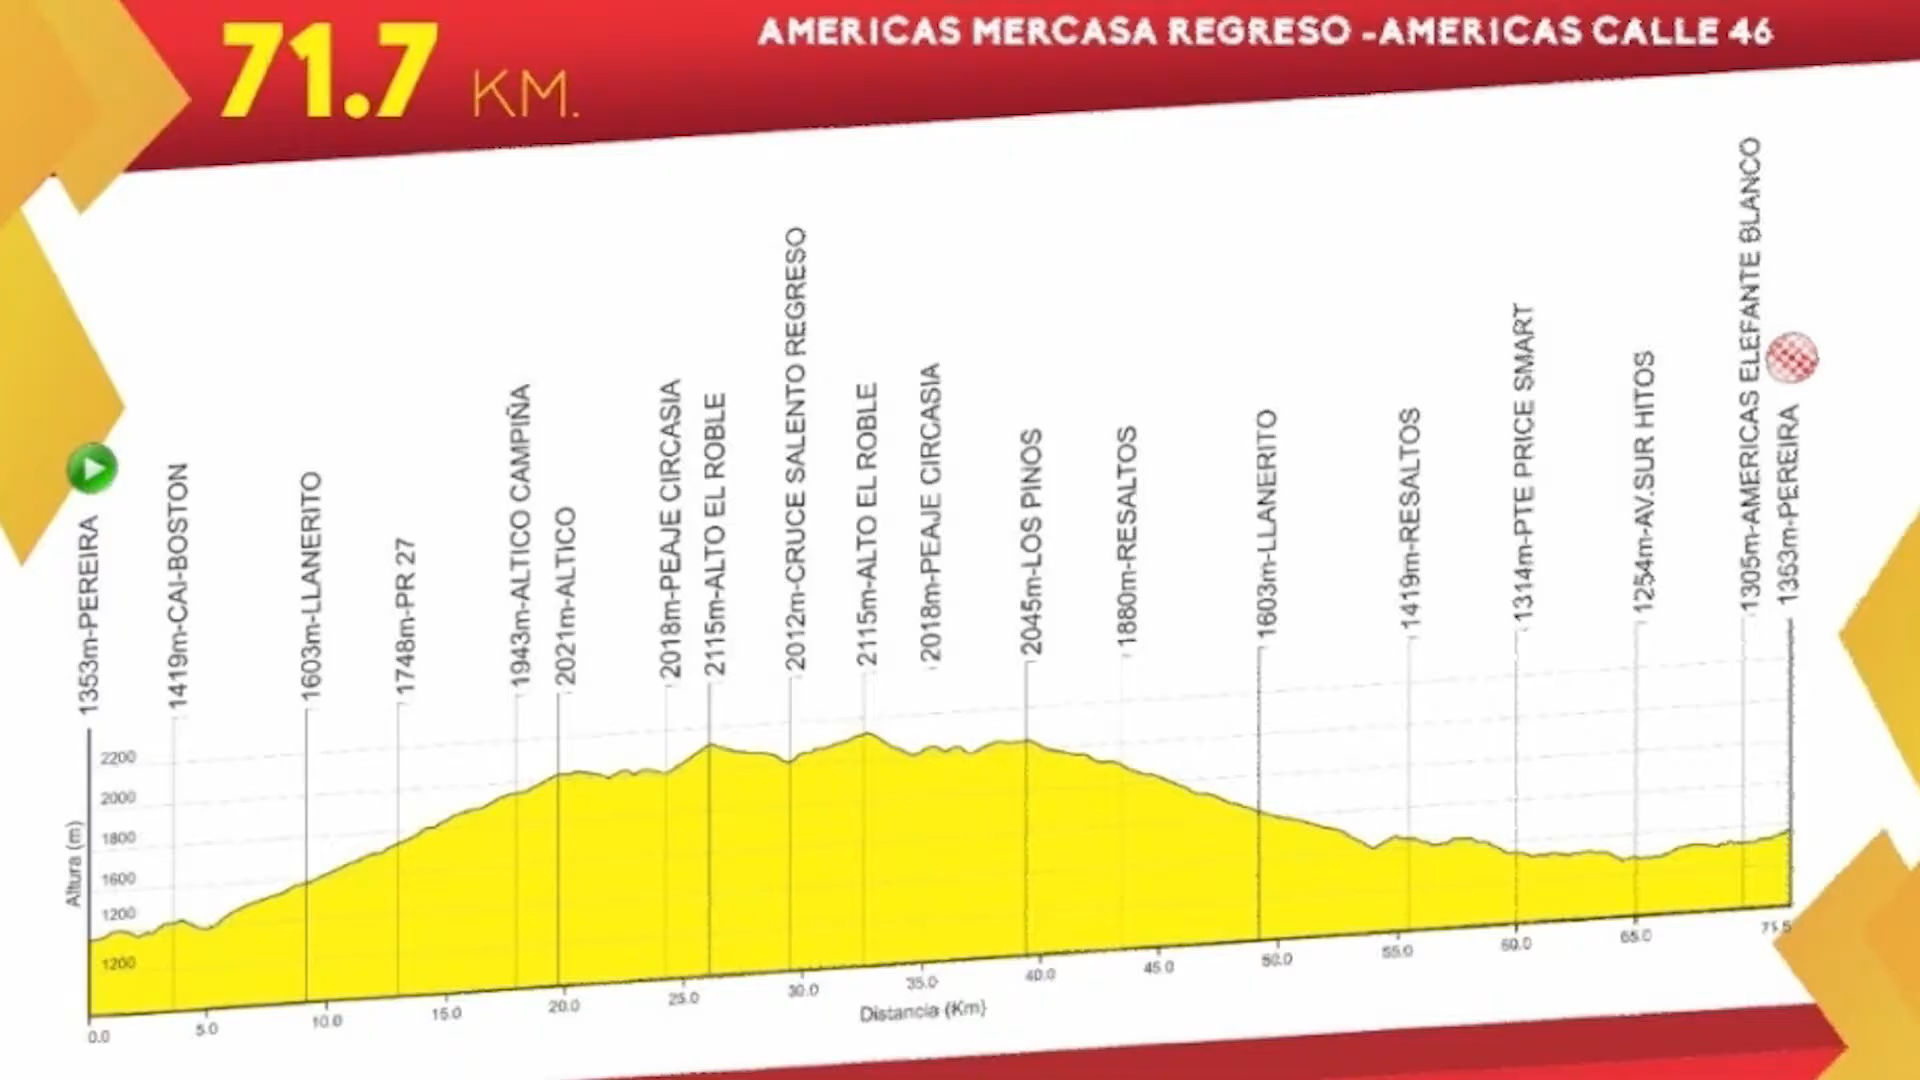 71.7 KM.
AMERICAS MERCASA REGRESO -AMERICAS CALLE 46
1353m-PEREIRA
1419m-CAI-BOSTON
1603m-LLANERITO
1748m-PR 27
1943m-ALTICO CAMPIÑA
2021m-ALTICO
2018m-PEAJE CIRCASIA
2115m-ALTO EL ROBLE
2012m-CRUCE SALENTO REGRESO
2115m-ALTO EL ROBLE
2018m-PEAJE CIRCASIA
2045m-LOS PINOS
1880m-RESALTOS
1603m-LLANERITO
1419m-RESALTOS
1314m-PTE PRICE SMART
1254m-AV.SUR HITOS
1305m-AMERICAS ELEFANTE BLANCO
1353m-PEREIRA
Altura (m)
2200
2000
1800
1600
1200
1200
0.0
5.0
10.0
15.0
20.0
25.0
30.0
35.0
40.0
45.0
50.0
55.0
60.0
65.0
71.5
Distancia (Km)